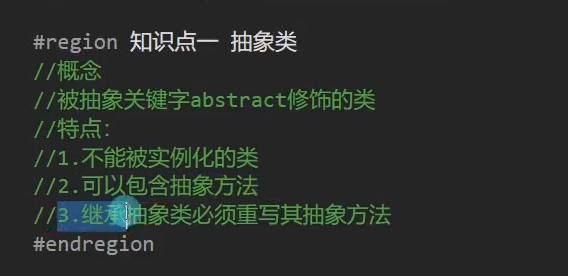 #region 知识点一 抽象类
//概念
//被抽象关键字abstract修饰的类
//特点:
//1.不能被实例化的类
//2.可以包含抽象方法
//3.继承抽象类必须重写其抽象方法
#endregion